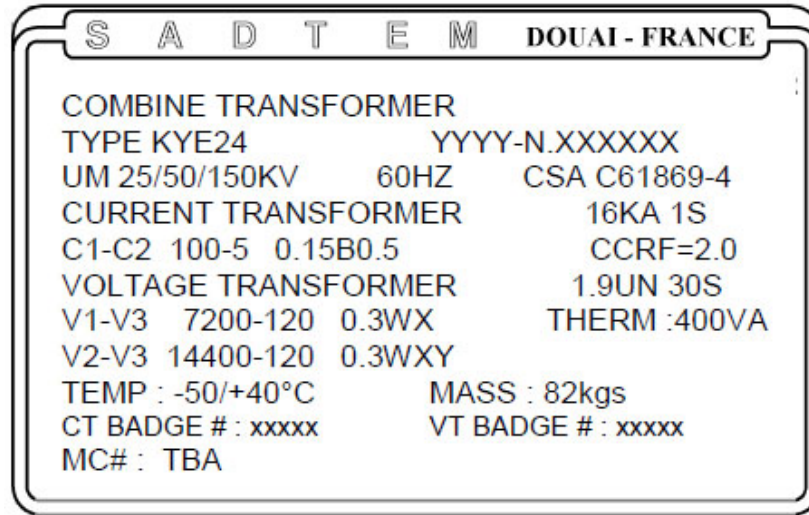 SADTEM DOUAI - FRANCE
COMBINE TRANSFORMER
TYPE KYE24 YYYY-N.XXXXXX
UM 25/50/150KV 60HZ CSA C61869-4
CURRENT TRANSFORMER 16KA 1S
C1-C2 100-5 0.15B0.5 CCRF=2.0
VOLTAGE TRANSFORMER 1.9UN 30S
V1-V3 7200-120 0.3WX THERM :400VA
V2-V3 14400-120 0.3WXY
TEMP : -50/+40°C MASS : 82kgs
CT BADGE # : xxxxx VT BADGE # : xxxxx
MC# : TBA